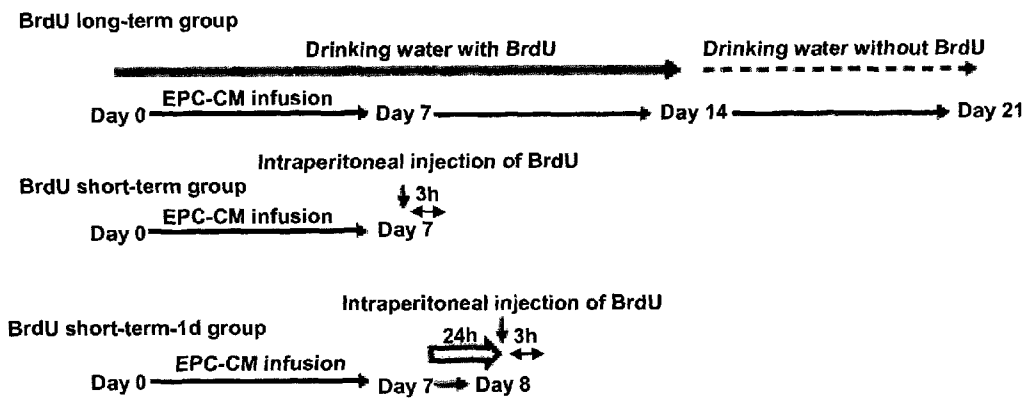 BrdU long-term group
Drinking water with BrdU Drinking water without BrdU
EPC-CM infusion
Day 0 Day 7 Day 14 Day 21
Intraperitoneal injection of BrdU
BrdU short-term group
3h
EPC-CM infusion
Day 0 Day 7
Intraperitoneal injection of BrdU
BrdU short-term-1d group
24h 3h
EPC-CM infusion
Day 0 Day 7 Day 8